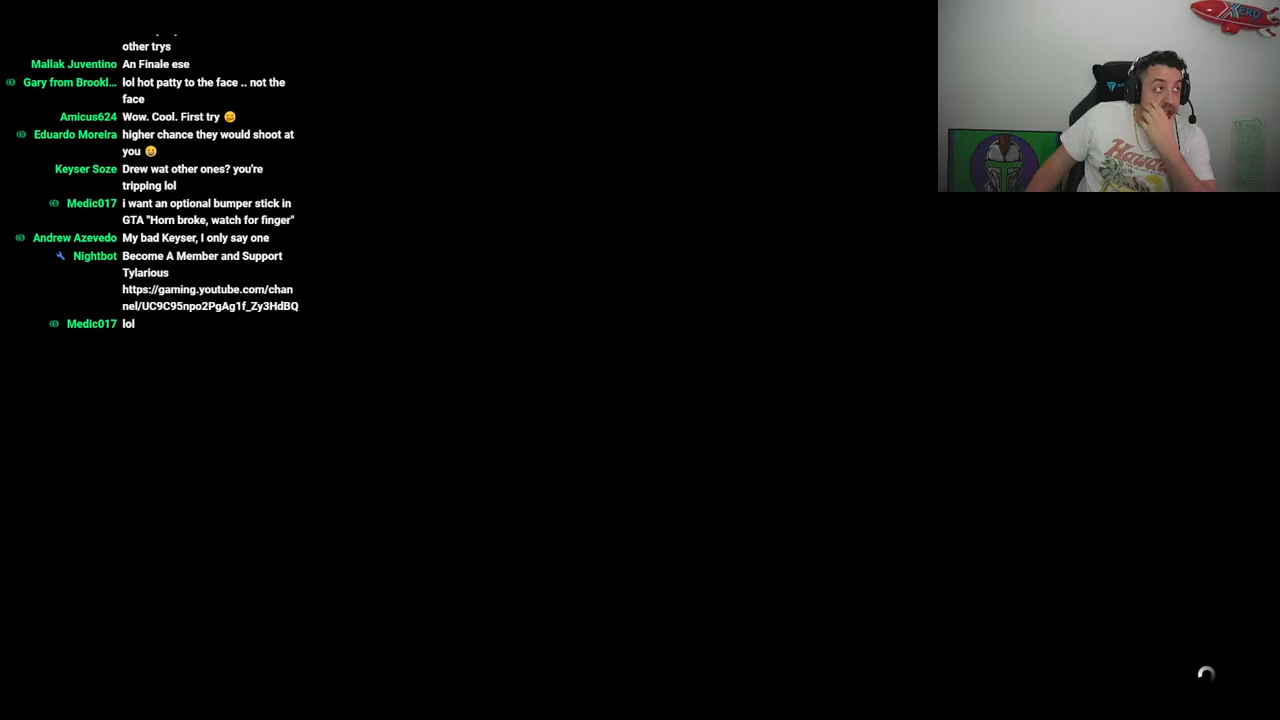 other trys
Mallak Juventino An Finale ese
Gary from Brookl... lol hot patty to the face .. not the
face
Amicus624 Wow. Cool. First try 😊
Eduardo Moreira higher chance they would shoot at
you 😆
Keyser Soze Drew wat other ones? you're
tripping lol
Medic017 i want an optional bumper stick in
GTA "Horn broke, watch for finger"
Andrew Azevedo My bad Keyser, I only say one
Nightbot Become A Member and Support
Tylarious
https://gaming.youtube.com/chan
nel/UC9C95npo2PgAg1f_Zy3HdBQ
Medic017 lol
XERO